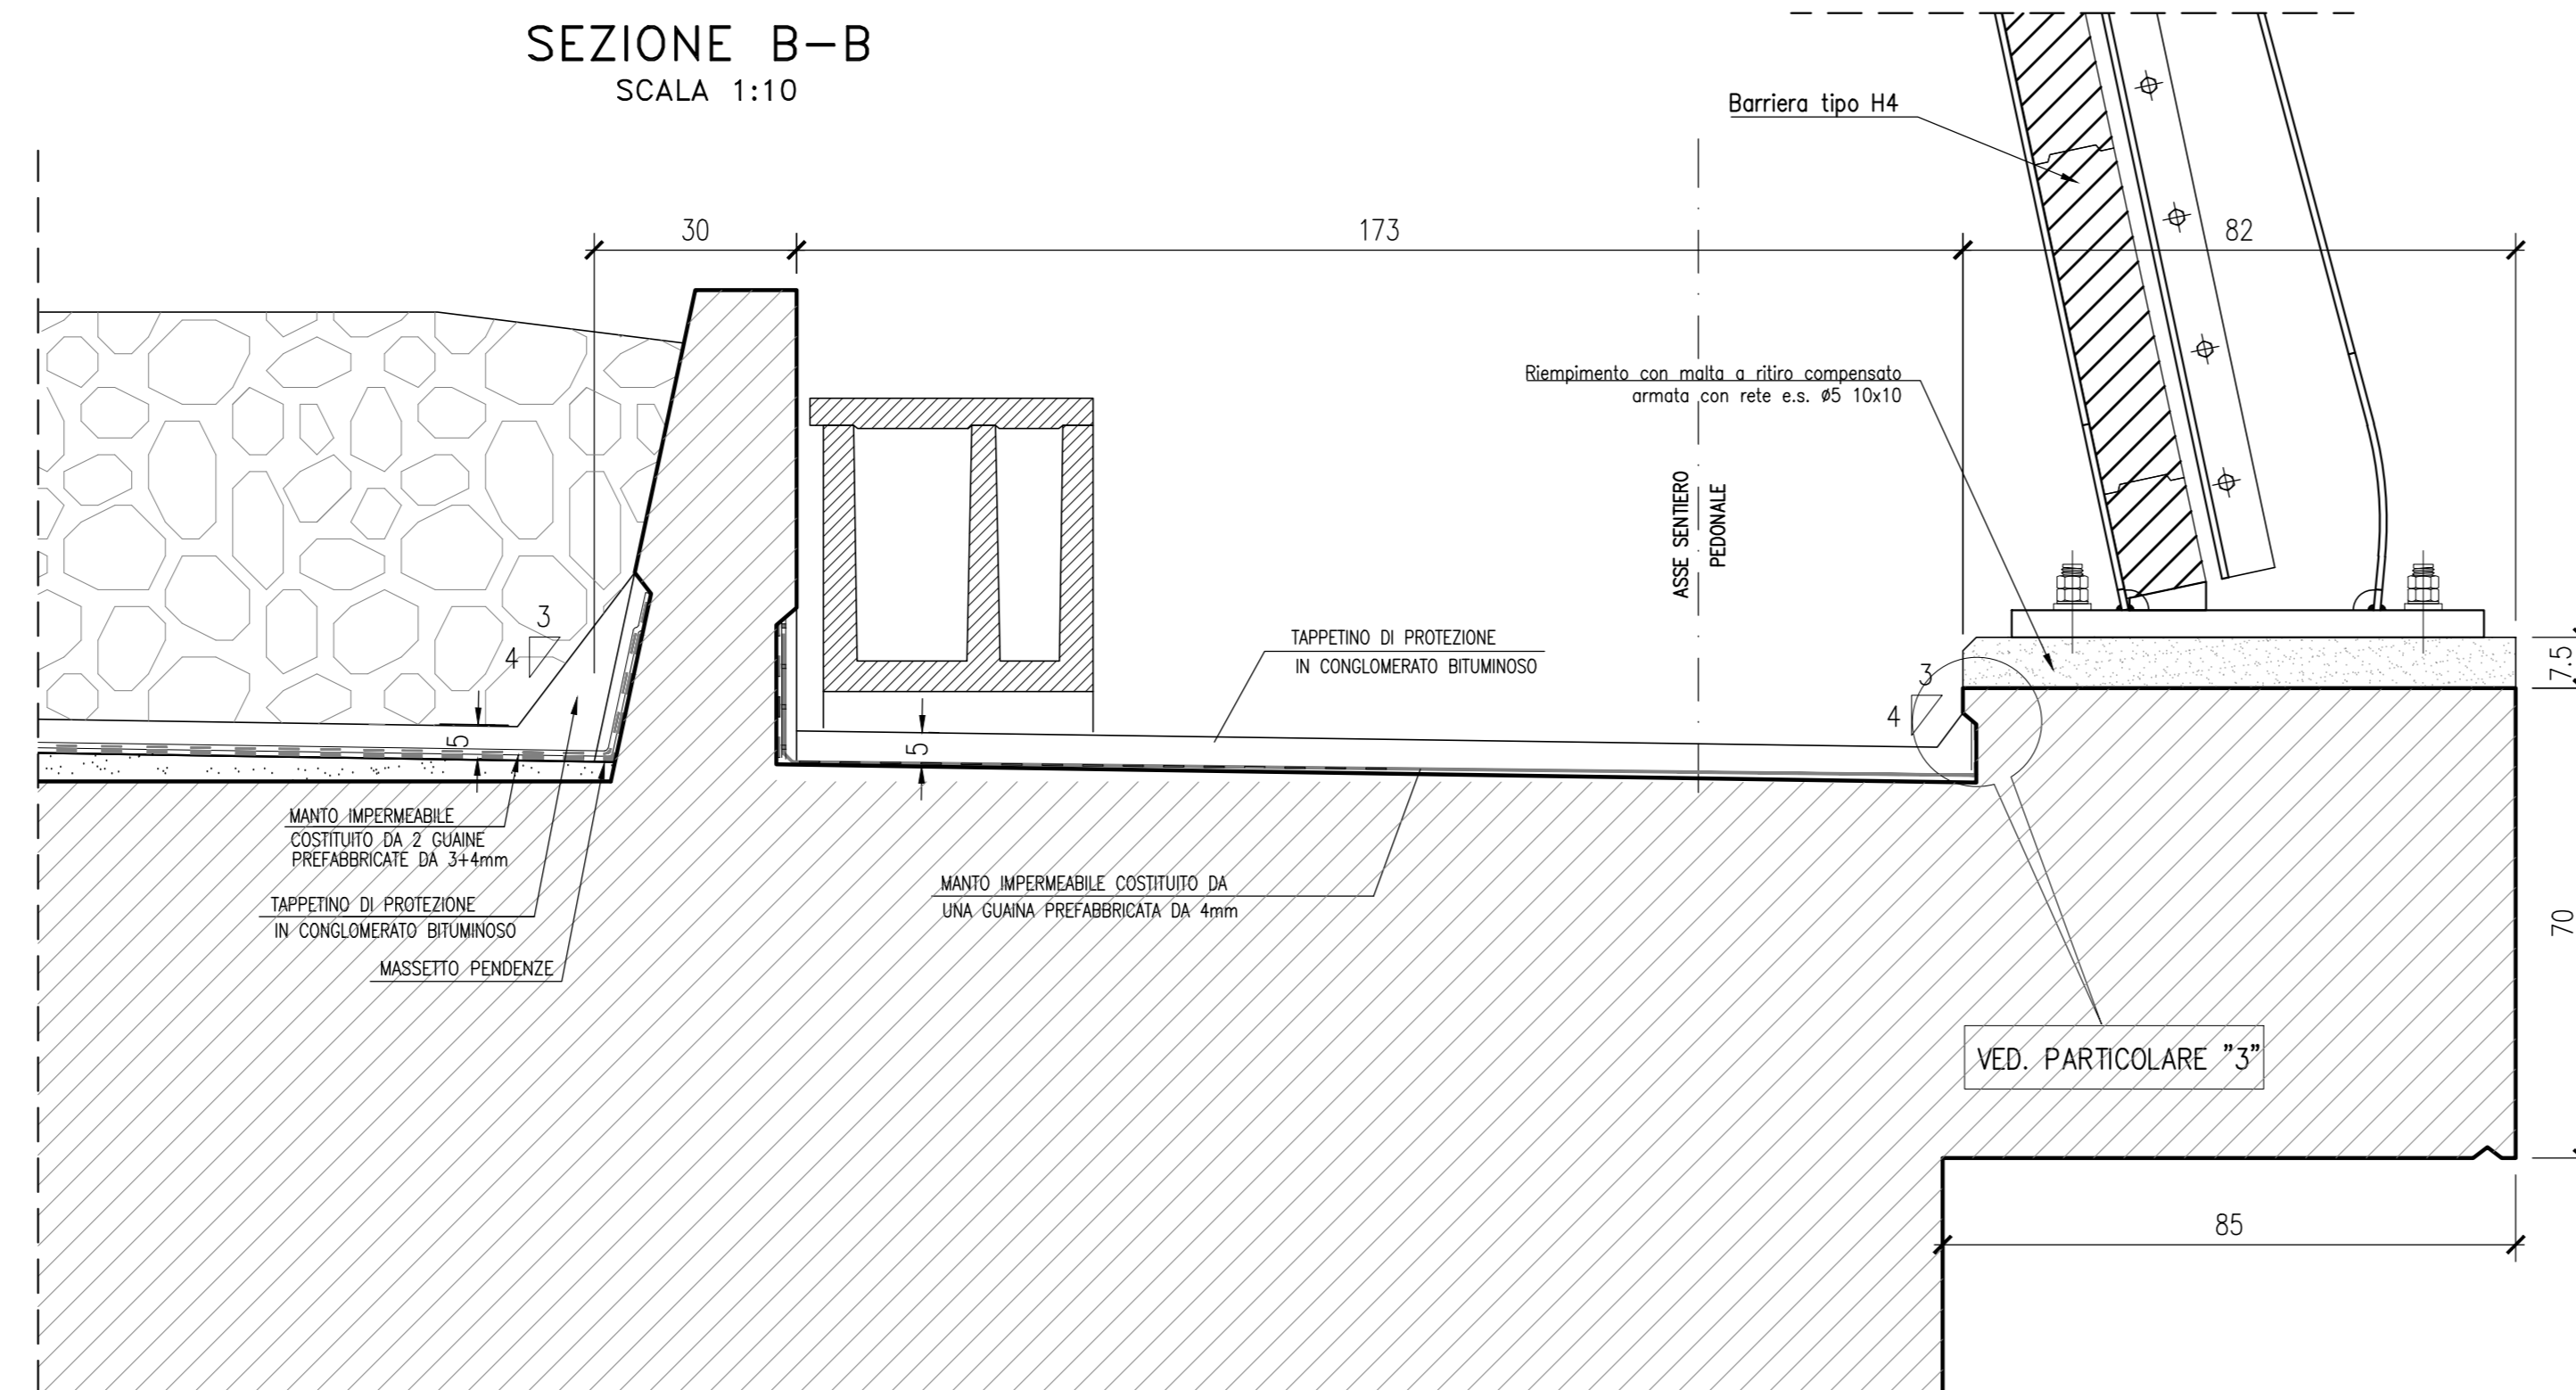 SEZIONE B-B
SCALA 1:10
Barriera tipo H4
30
173
82
Riempimento con malta a ritiro compensato
armata con rete e.s. ø5 10x10
ASSE SENTIERO
PEDONALE
3
4
5
5
TAPPETINO DI PROTEZIONE
IN CONGLOMERATO BITUMINOSO
3
4
7.5
MANTO IMPERMEABILE
COSTITUITO DA 2 GUAINE
PREFABBRICATE DA 3+4mm
TAPPETINO DI PROTEZIONE
IN CONGLOMERATO BITUMINOSO
MASSETTO PENDENZE
MANTO IMPERMEABILE COSTITUITO DA
UNA GUAINA PREFABBRICATA DA 4mm
70
VED. PARTICOLARE "3"
85